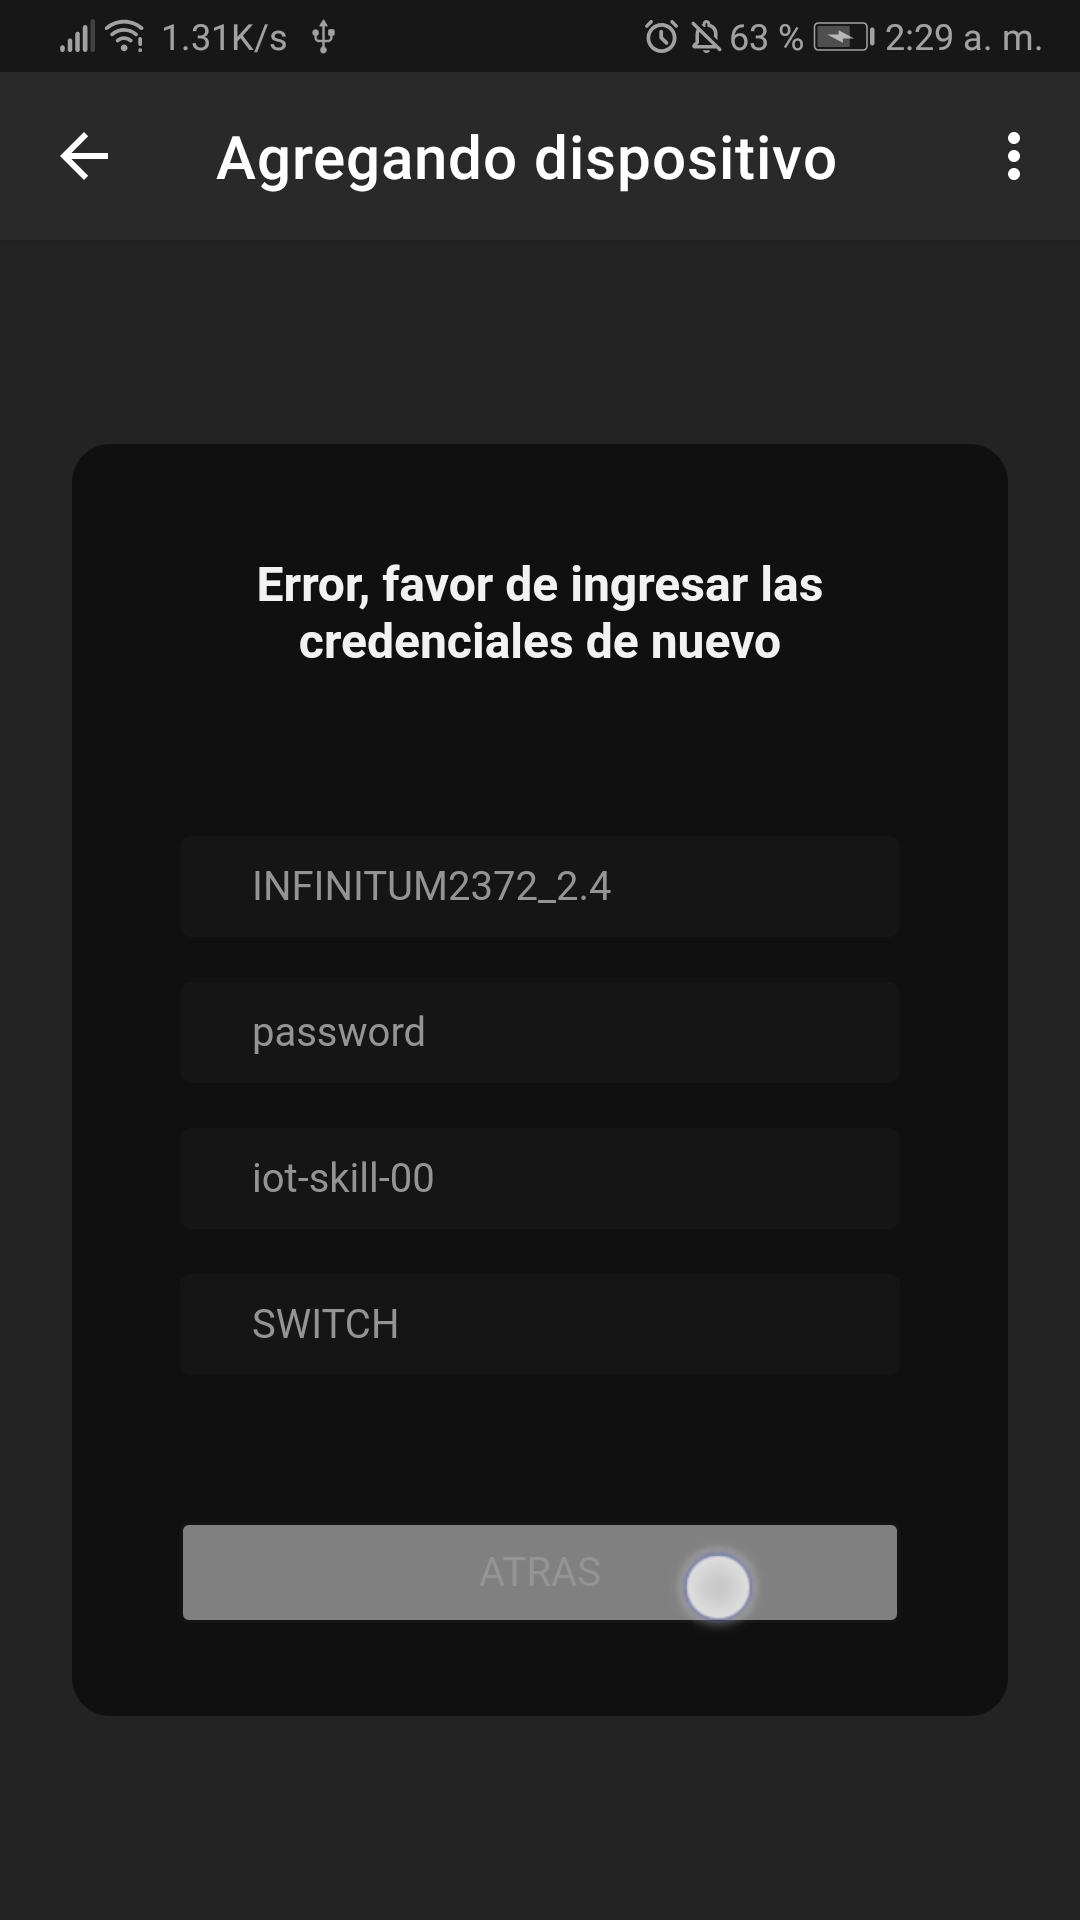 1.31K/s 63 % 2:29 a. m.
Agregando dispositivo
Error, favor de ingresar las
credenciales de nuevo
INFINITUM2372_2.4
password
iot-skill-00
SWITCH
ATRAS